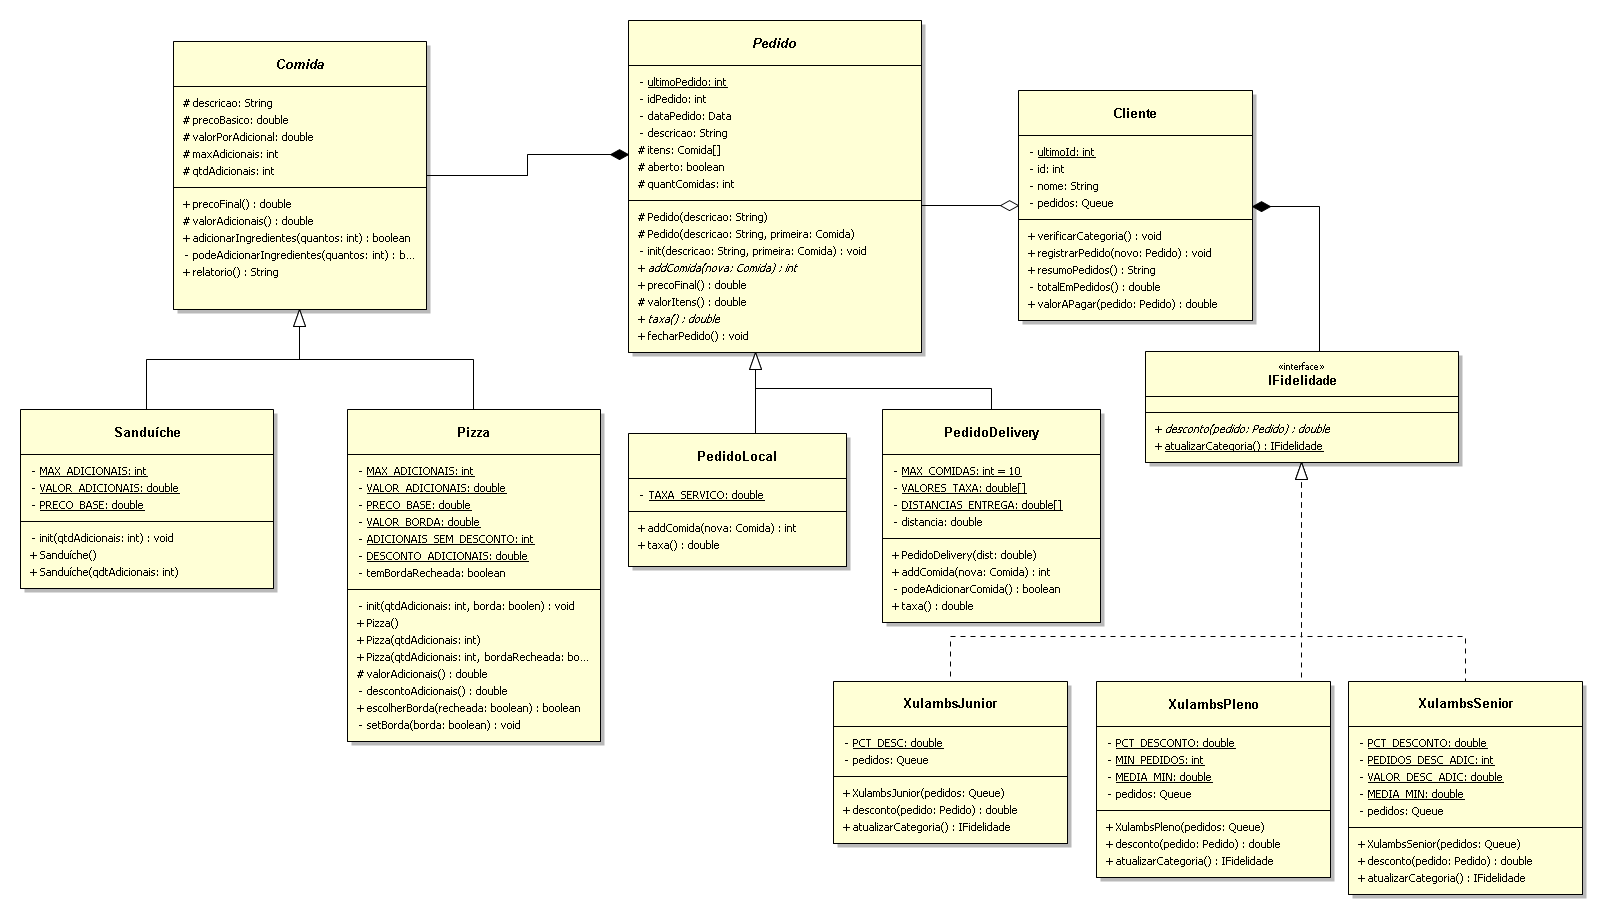 Comida
# descricao: String
# precoBasico: double
# valorPorAdicional: double
# maxAdicionais: int
# qtdAdicionais: int
+ precoFinal() : double
# valorAdicionais() : double
+ adicionarIngredientes(quantos: int) : boolean
- podeAdicionarIngredientes(quantos: int) : b...
+ relatorio() : String
Pedido
- ultimoPedido: int
- idPedido: int
- dataPedido: Data
- descricao: String
# itens: Comida[]
# aberto: boolean
# quantComidas: int
# Pedido(descricao: String)
# Pedido(descricao: String, primeira: Comida)
- init(descricao: String, primeira: Comida) : void
+ addComida(nova: Comida) : int
+ precoFinal() : double
# valorItens() : double
+ taxa() : double
+ fecharPedido() : void
Cliente
- ultimoId: int
- id: int
- nome: String
- pedidos: Queue
+ verificarCategoria() : void
+ registrarPedido(novo: Pedido) : void
+ resumoPedidos() : String
- totalEmPedidos() : double
+ valorAPagar(pedido: Pedido) : double
«interface»
IFidelidade
+ desconto(pedido: Pedido) : double
+ atualizarCategoria() : IFidelidade
Sanduíche
- MAX_ADICIONAIS: int
- VALOR_ADICIONAIS: double
- PRECO_BASE: double
- init(qtdAdicionais: int) : void
+ Sanduíche()
+ Sanduíche(qdtAdicionais: int)
Pizza
- MAX_ADICIONAIS: int
- VALOR_ADICIONAIS: double
- PRECO_BASE: double
- VALOR_BORDA: double
- ADICIONAIS_SEM_DESCONTO: int
- DESCONTO_ADICIONAIS: double
- temBordaRecheada: boolean
- init(qtdAdicionais: int, borda: boolen) : void
+ Pizza()
+ Pizza(qtdAdicionais: int)
+ Pizza(qtdAdicionais: int, bordaRecheada: bo...
# valorAdicionais() : double
- descontoAdicionais() : double
+ escolherBorda(recheada: boolean) : boolean
- setBorda(borda: boolean) : void
PedidoLocal
- TAXA_SERVICO: double
+ addComida(nova: Comida) : int
+ taxa() : double
PedidoDelivery
- MAX_COMIDAS: int = 10
- VALORES_TAXA: double[]
- DISTANCIAS_ENTREGA: double[]
- distancia: double
+ PedidoDelivery(dist: double)
+ addComida(nova: Comida) : int
- podeAdicionarComida() : boolean
+ taxa() : double
XulambsJunior
- PCT_DESC: double
- pedidos: Queue
+ XulambsJunior(pedidos: Queue)
+ desconto(pedido: Pedido) : double
+ atualizarCategoria() : IFidelidade
XulambsPleno
- PCT_DESCONTO: double
- MIN_PEDIDOS: int
- MEDIA_MIN: double
- pedidos: Queue
+ XulambsPleno(pedidos: Queue)
+ desconto(pedido: Pedido) : double
+ atualizarCategoria() : IFidelidade
XulambsSenior
- PCT_DESCONTO: double
- PEDIDOS_DESC_ADIC: int
- VALOR_DESC_ADIC: double
- MEDIA_MIN: double
- pedidos: Queue
+ XulambsSenior(pedidos: Queue)
+ desconto(pedido: Pedido) : double
+ atualizarCategoria() : IFidelidade